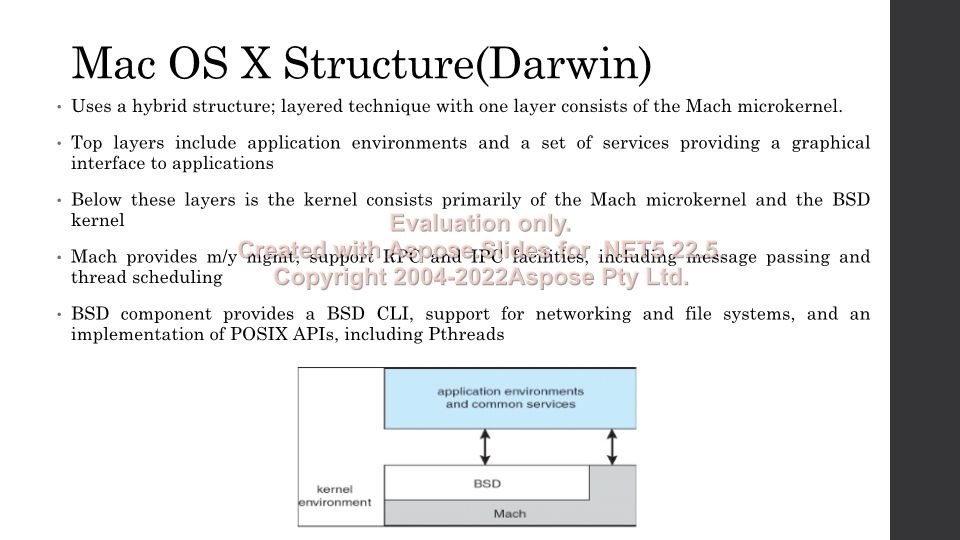 Mac OS X Structure(Darwin)
• Uses a hybrid structure; layered technique with one layer consists of the Mach microkernel.
• Top layers include application environments and a set of services providing a graphical
interface to applications
• Below these layers is the kernel consists primarily of the Mach microkernel and the BSD
kernel
Evaluation only.
Created with Aspose.Slides for .NET5 22.5.
Copyright 2004-2022Aspose Pty Ltd.
• Mach provides m/y mgmt, support RPC and IPC facilities, including message passing and
thread scheduling
• BSD component provides a BSD CLI, support for networking and file systems, and an
implementation of POSIX APIs, including Pthreads
application environments
and common services
BSD
kernel
environment
Mach